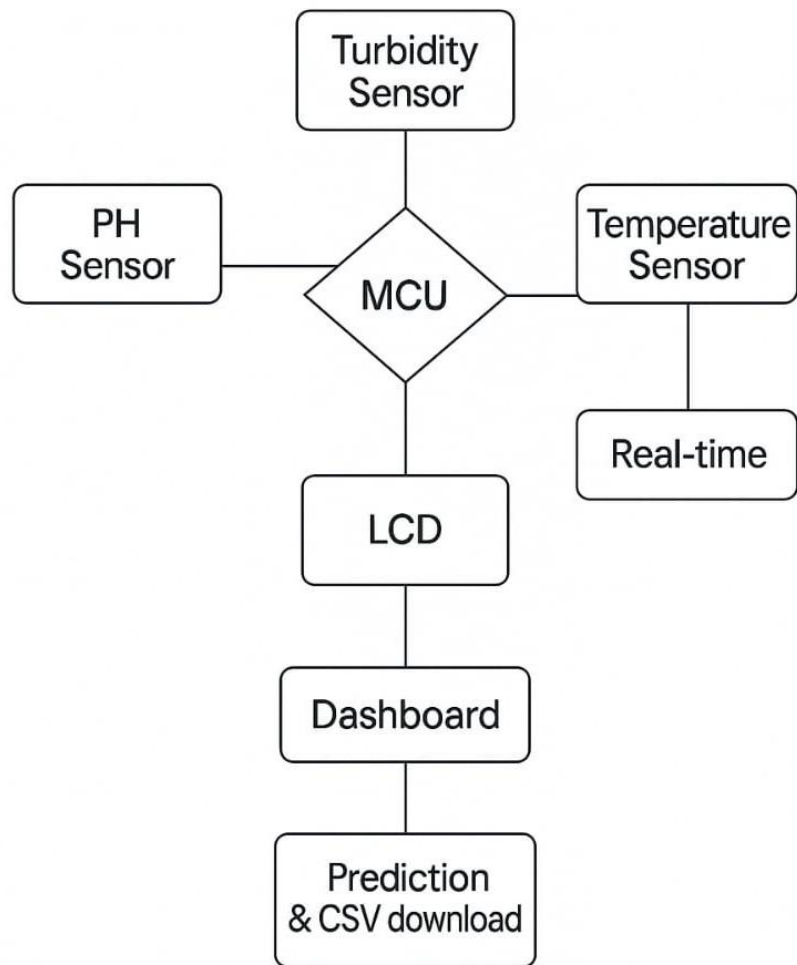 Turbidity
Sensor
PH
Sensor
MCU
Temperature
Sensor
Real-time
LCD
Dashboard
Prediction
& CSV download